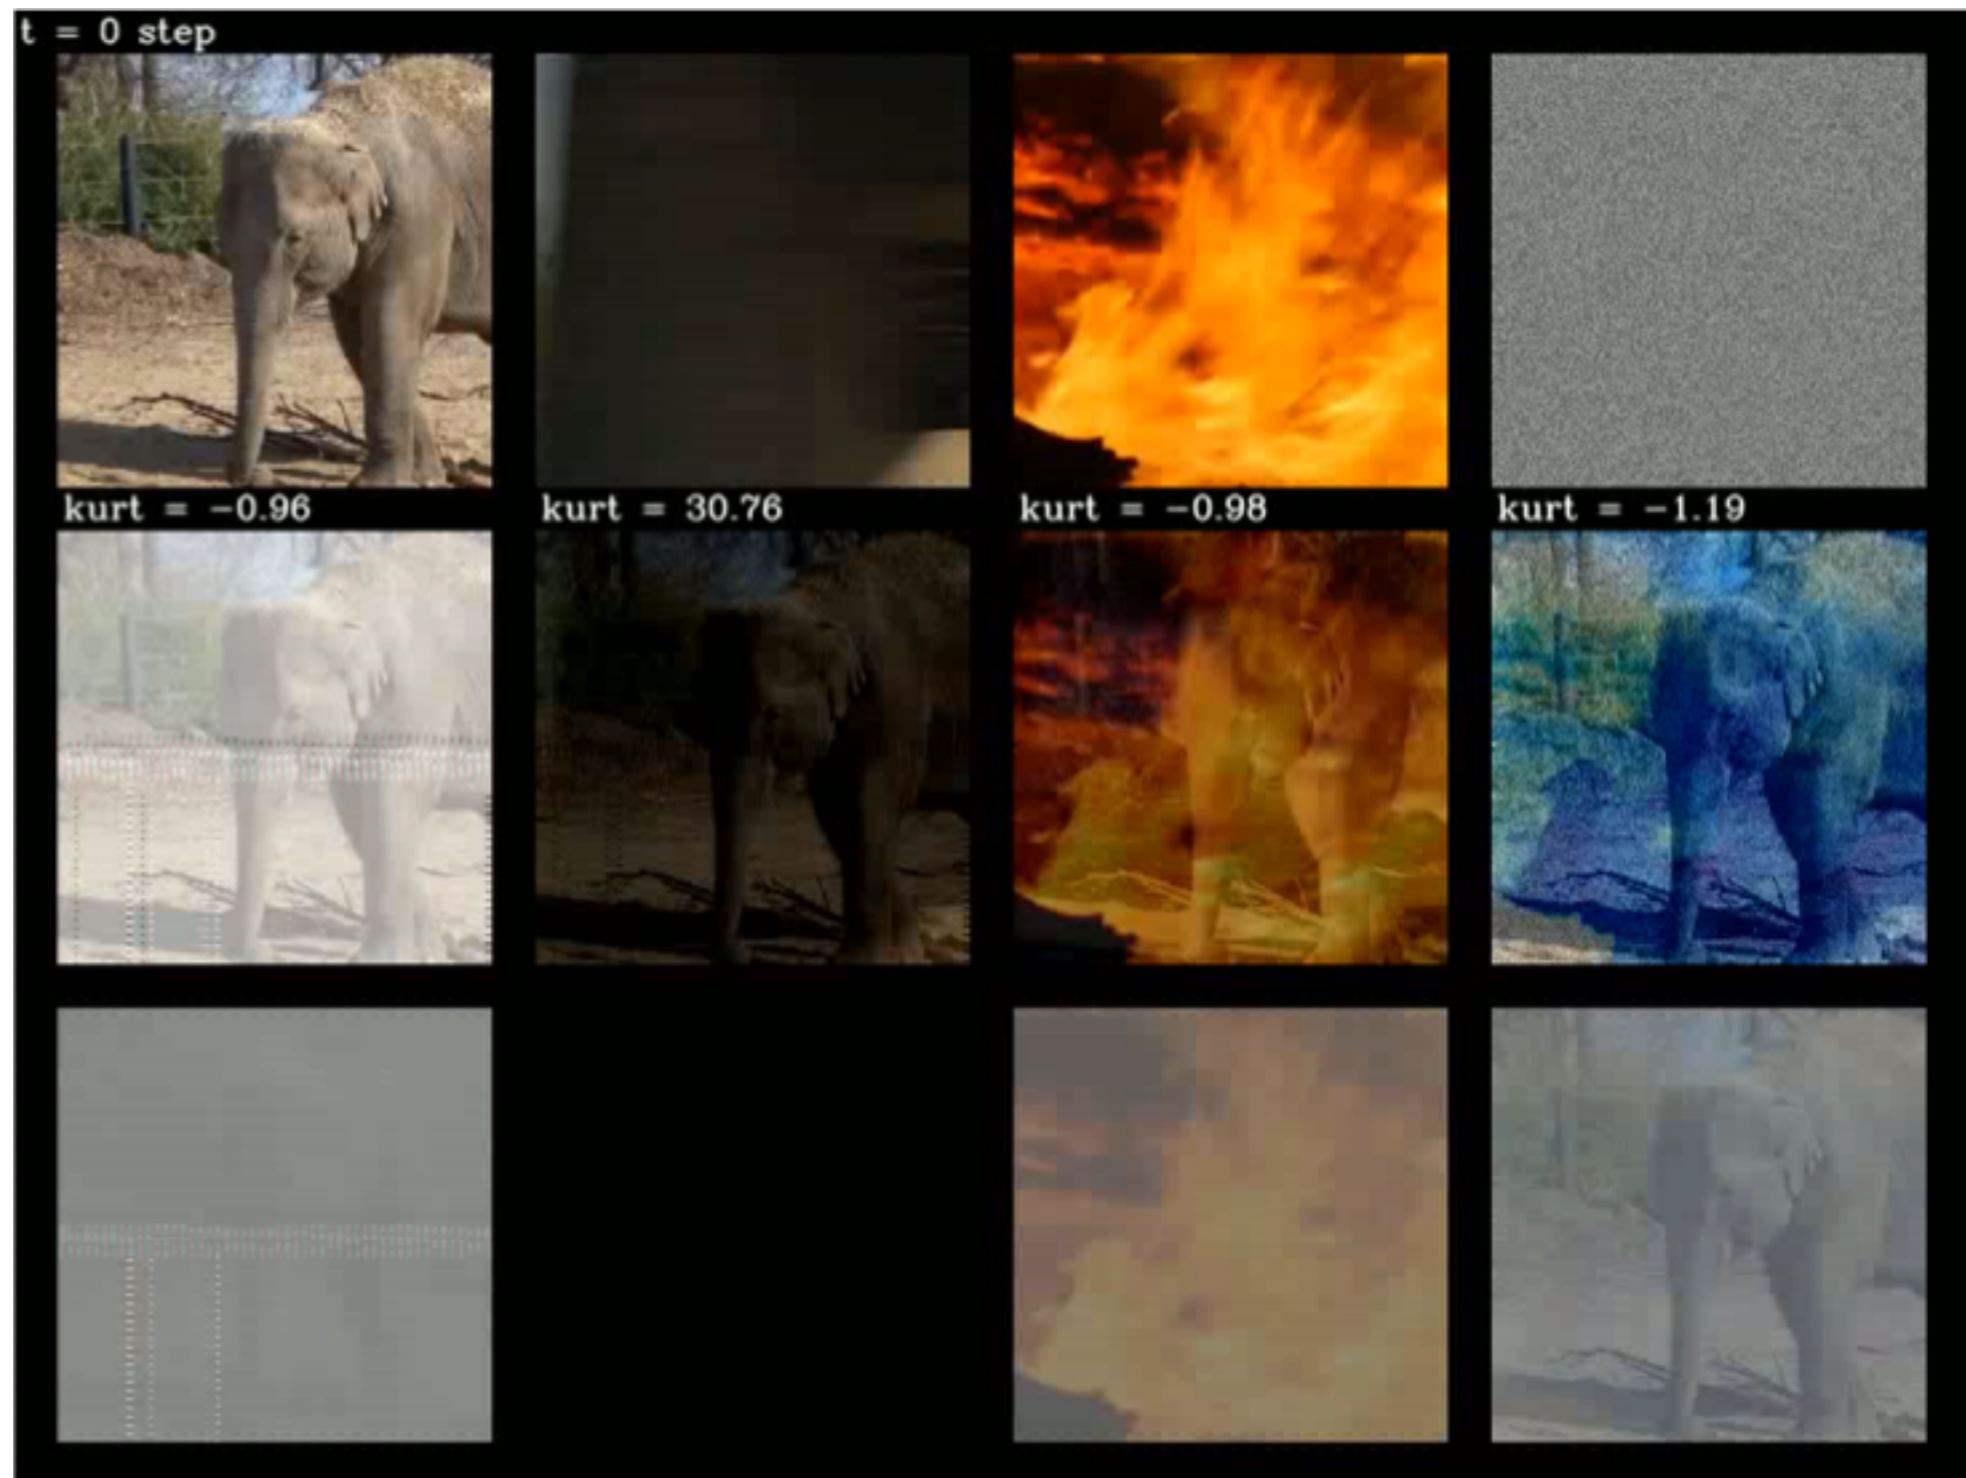 t = 0 step
kurt = −0.96
kurt = 30.76
kurt = −0.98
kurt = −1.19